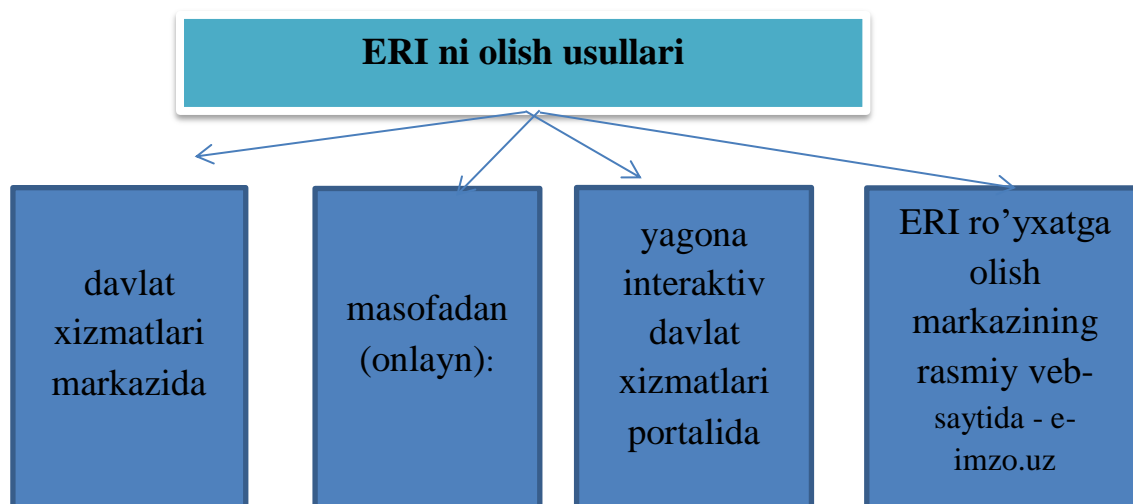 ERI ni olish usullari
davlat
xizmatlari
markazida
masofadan
(onlayn):
yagona
interaktiv
davlat
xizmatlari
portalida
ERI ro’yxatga
olish
markazining
rasmiy veb-
saytida - e-
imzo.uz